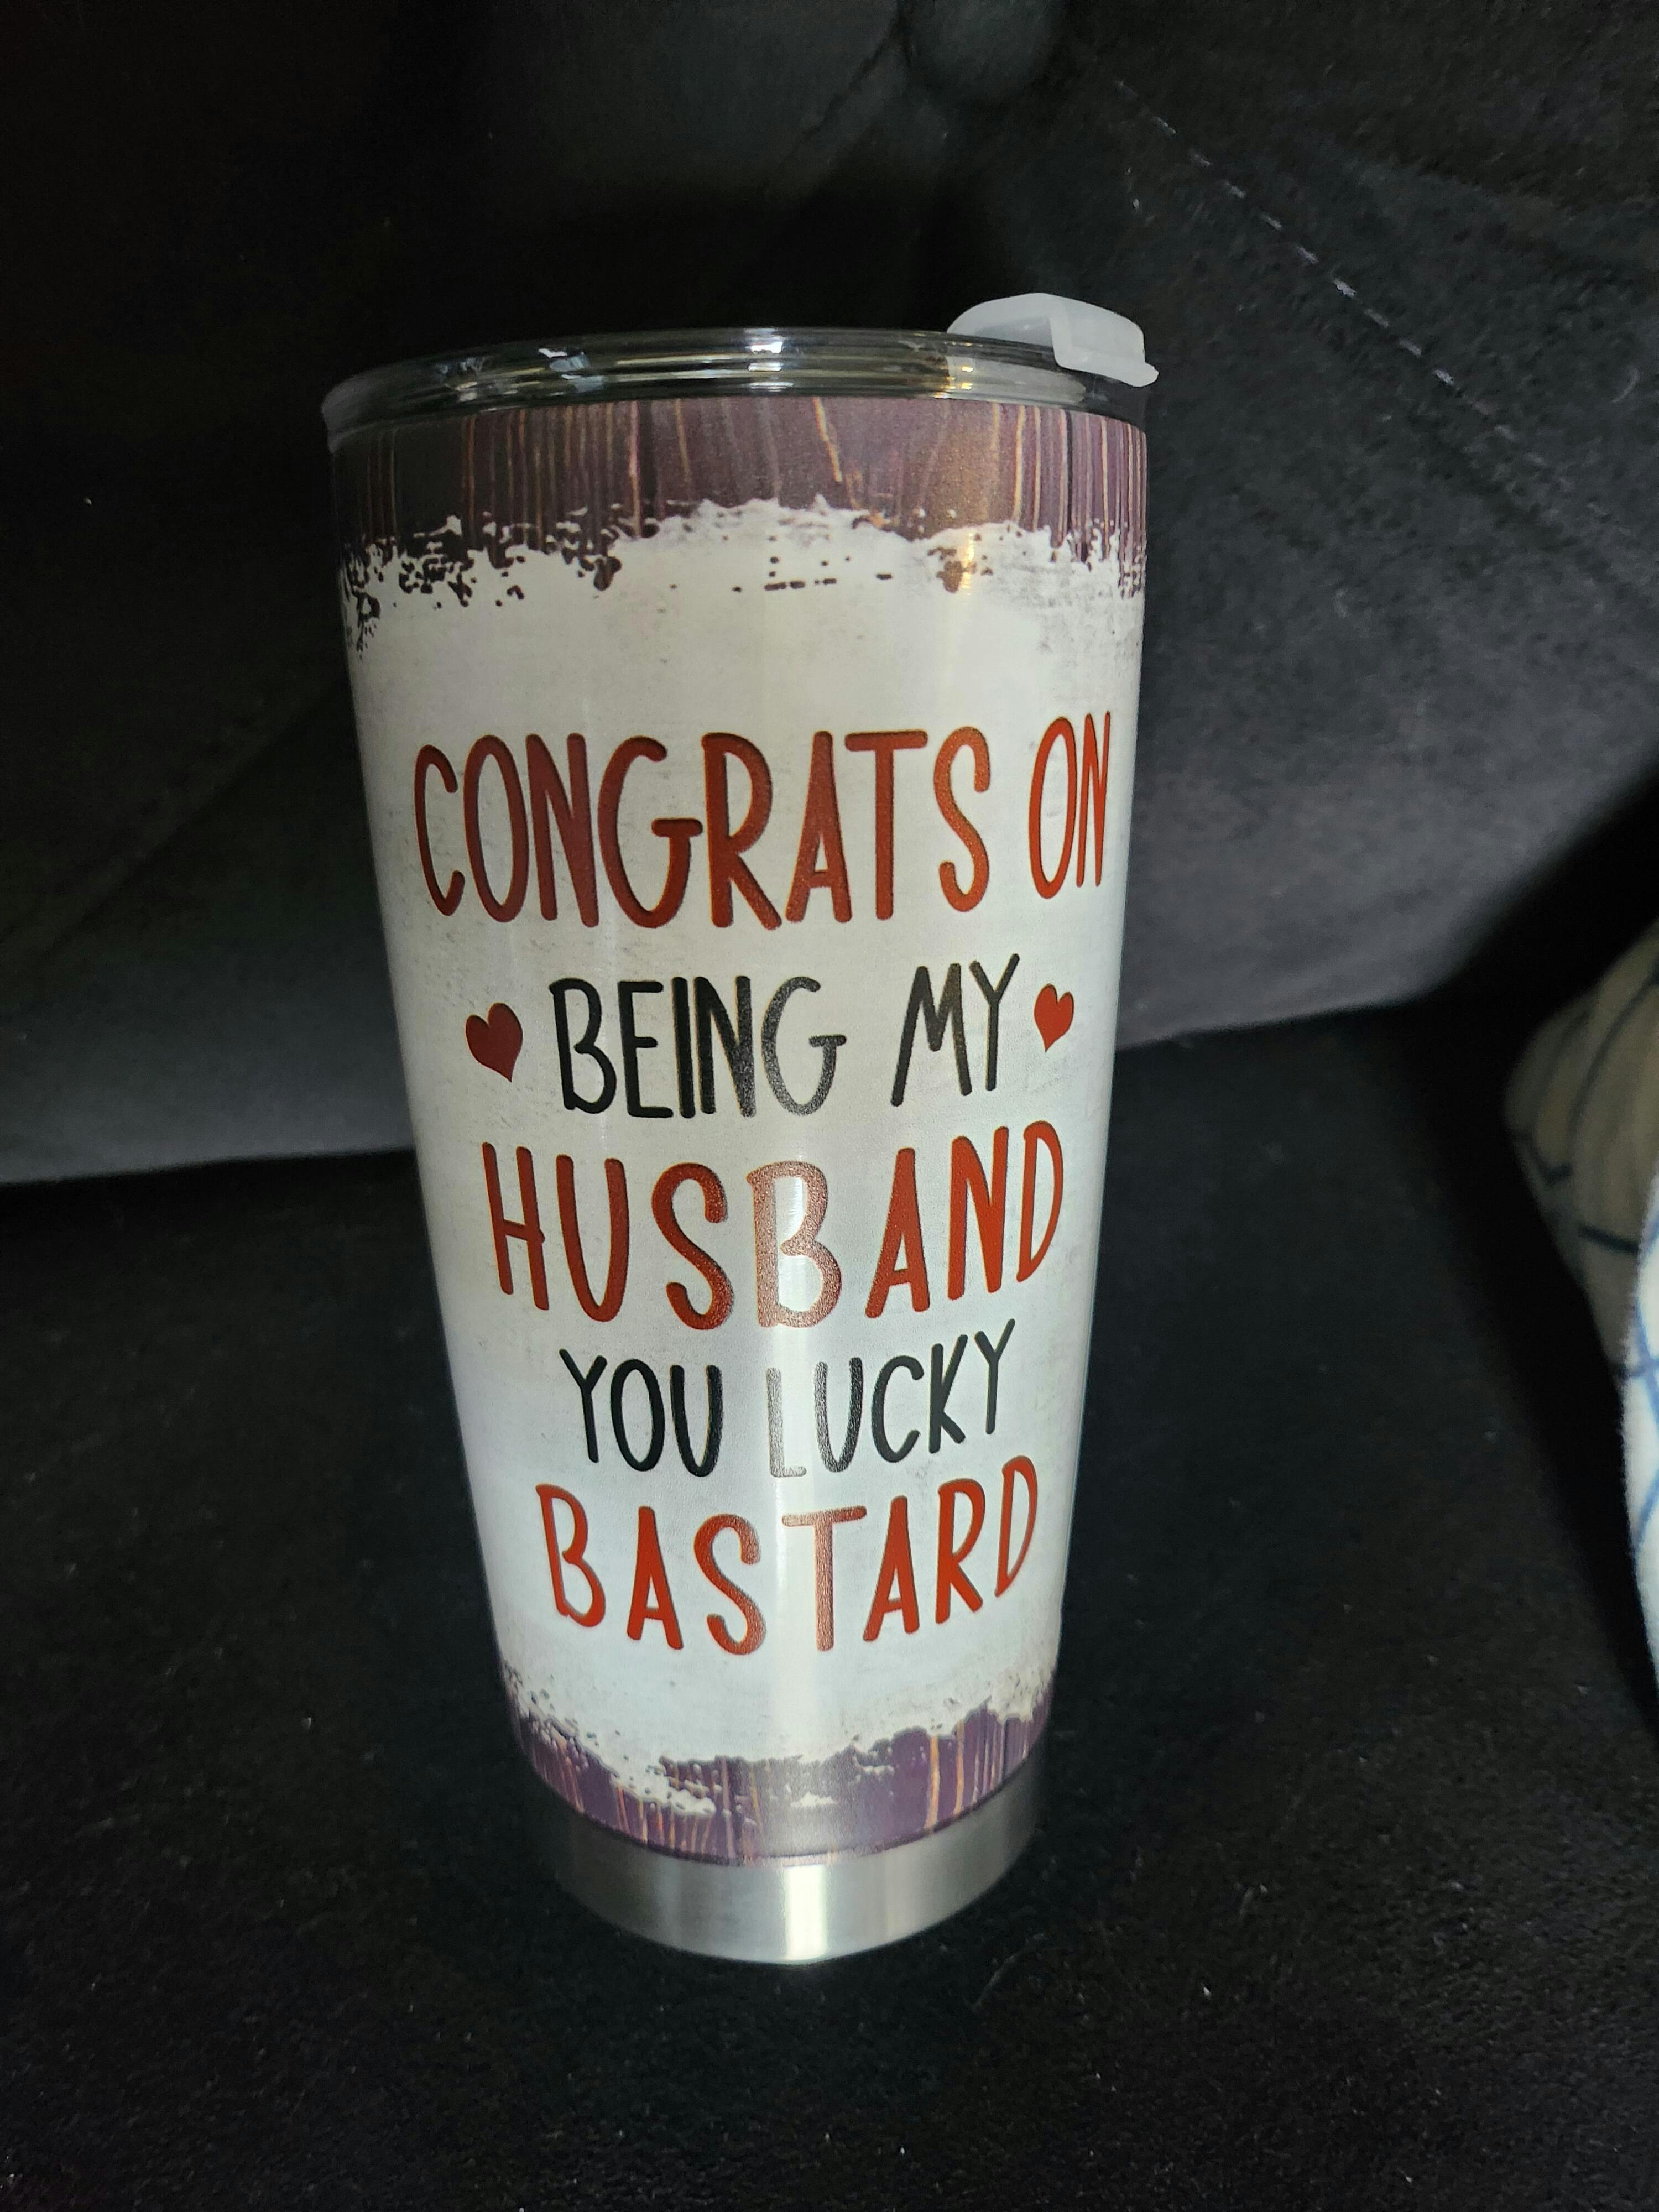 CONGRATS ON
BEING MY
HUSBAND
YOU LUCKY
BASTARD